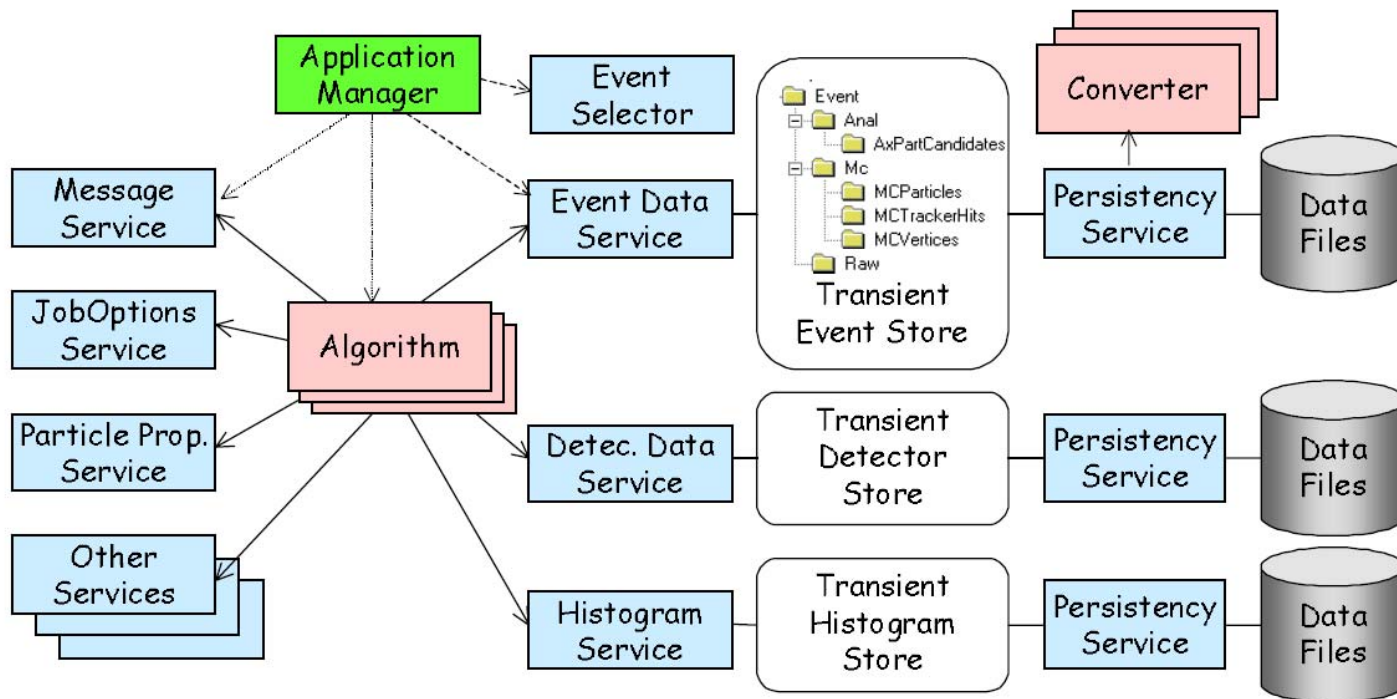 Application
Manager
Event
Selector
Event
Anal
AxPartCandidates
Mc
MCParticles
MCTrackerHits
MCVertices
Raw
Transient
Event Store
Converter
Message
Service
Event Data
Service
Persistency
Service
Data
Files
JobOptions
Service
Algorithm
Particle Prop.
Service
Detec. Data
Service
Transient
Detector
Store
Persistency
Service
Data
Files
Other
Services
Histogram
Service
Transient
Histogram
Store
Persistency
Service
Data
Files